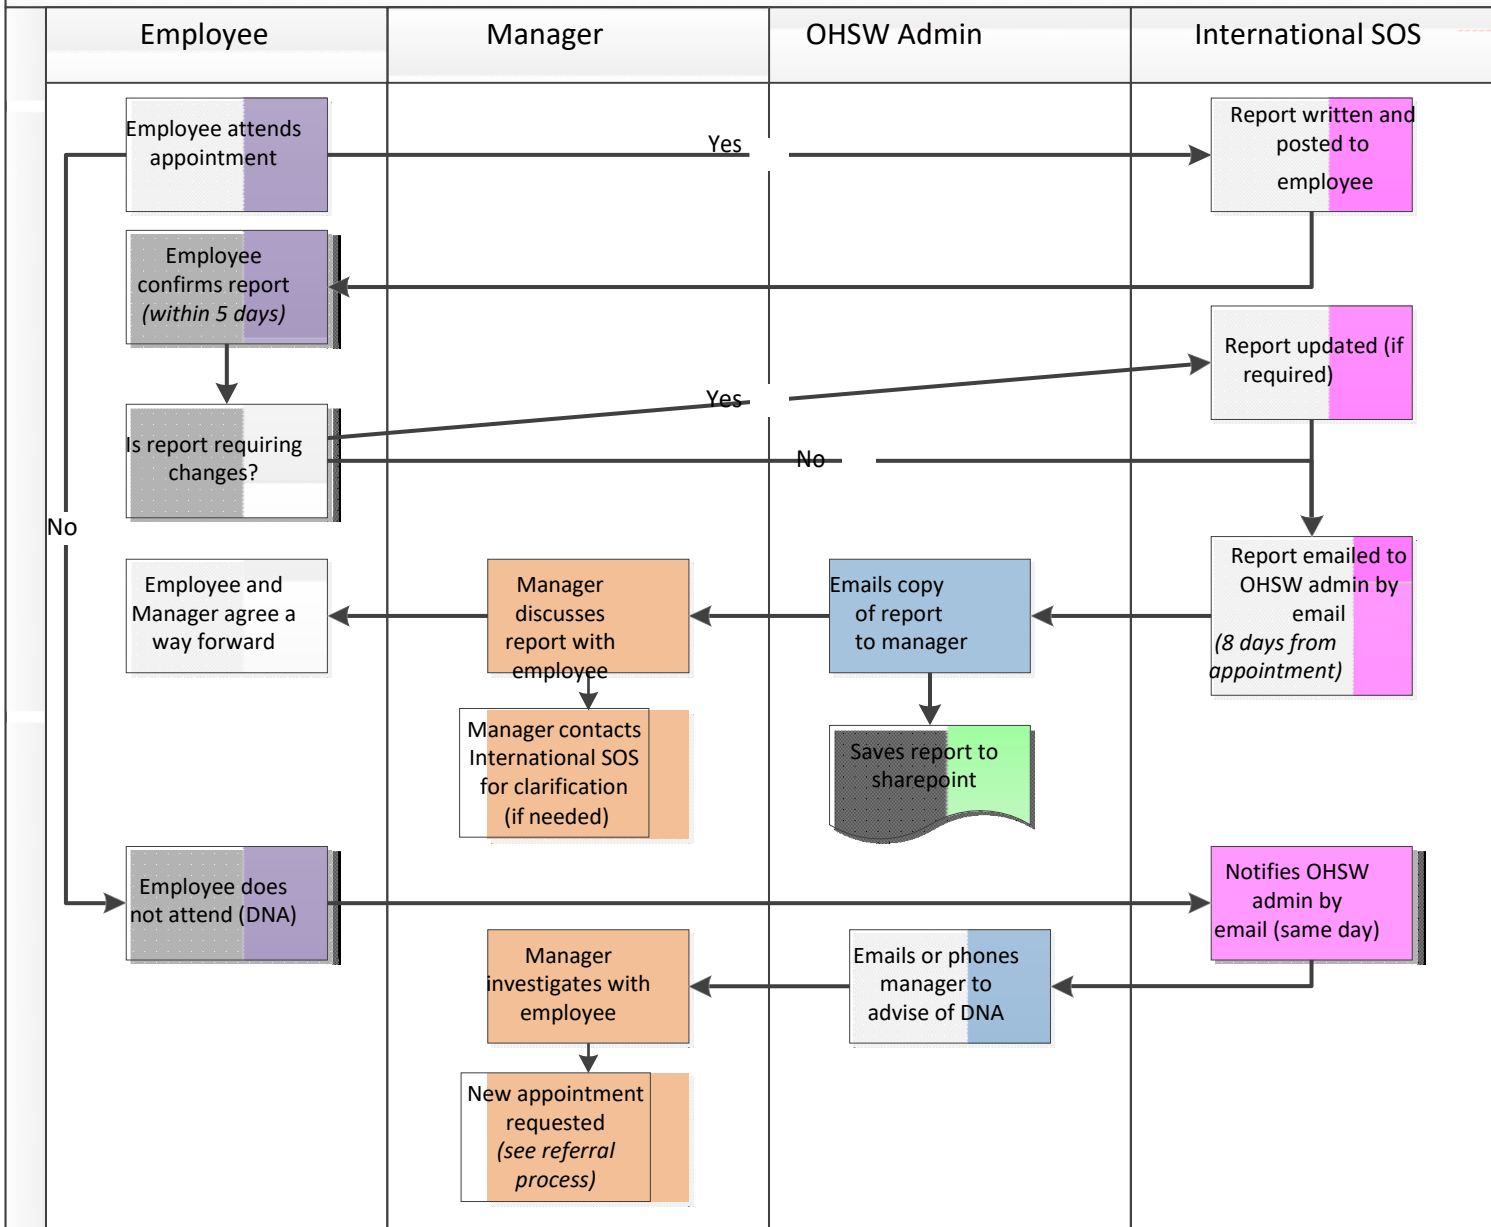 Employee
Manager
OHSW Admin
International SOS
Employee attends
appointment
Yes
Report written and
posted to
employee
Employee
confirms report
(within 5 days)
Report updated (if
required)
Yes
Is report requiring
changes?
No
No
Employee and
Manager agree a
way forward
Manager
discusses
report with
employee
Emails copy
of report
to manager
Report emailed to
OHSW admin by
email
(8 days from
appointment)
Manager contacts
International SOS
for clarification
(if needed)
Saves report to
sharepoint
Employee does
not attend (DNA)
Notifies OHSW
admin by
email (same day)
Manager
investigates with
employee
Emails or phones
manager to
advise of DNA
New appointment
requested
(see referral
process)